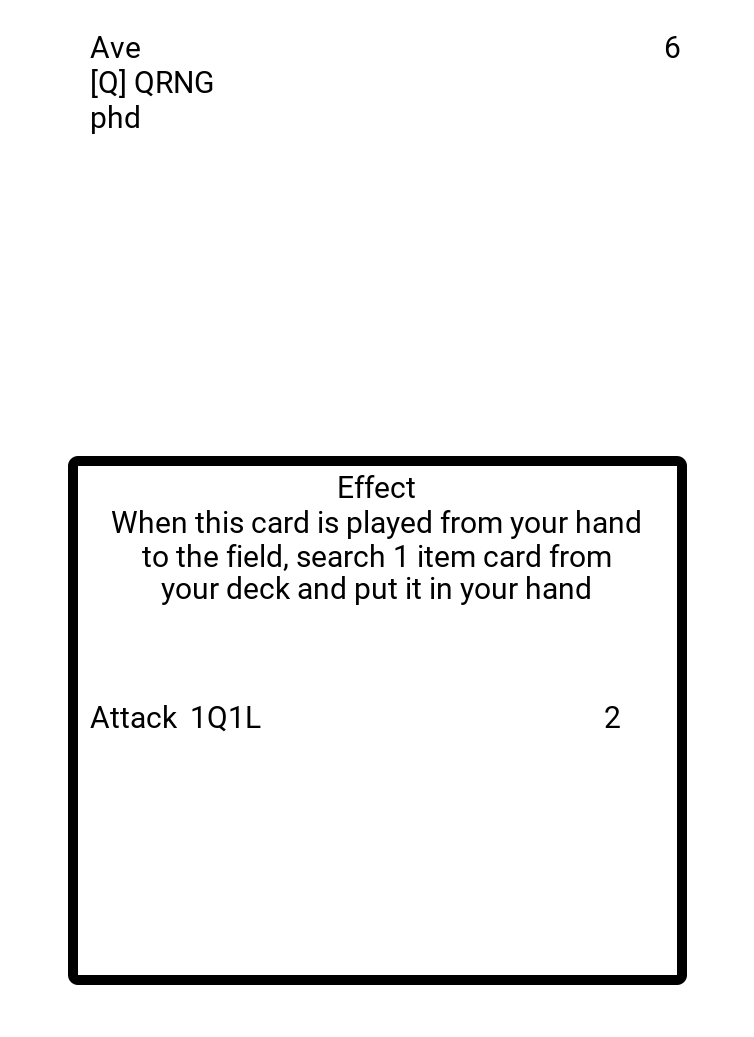 Ave 6
[Q] QRNG
phd
Effect
When this card is played from your hand
to the field, search 1 item card from
your deck and put it in your hand
Attack 1Q1L 2